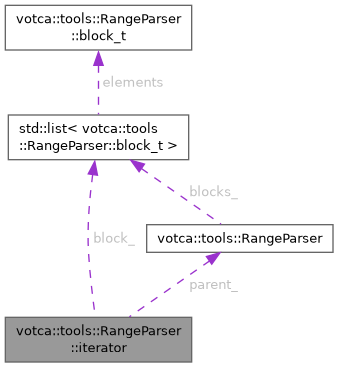 votca::tools::RangeParser
::block_t
elements
std::list< votca::tools
::RangeParser::block_t >
blocks_
block_
votca::tools::RangeParser
parent_
votca::tools::RangeParser
::iterator